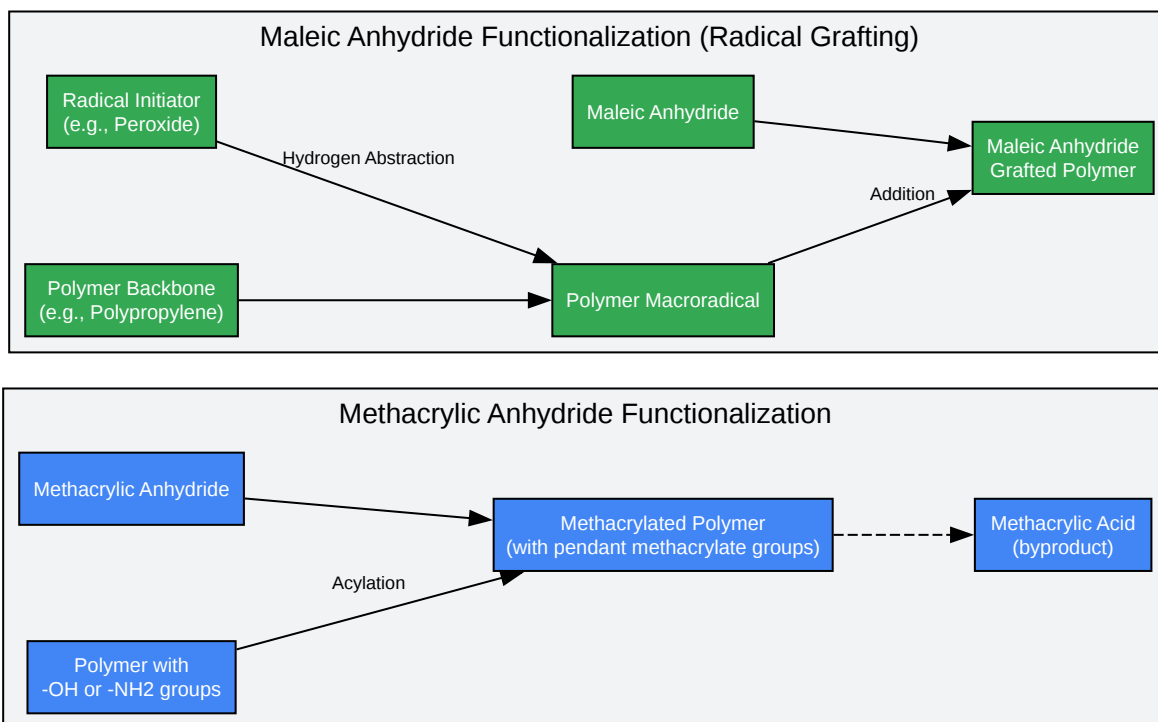 Maleic Anhydride Functionalization (Radical Grafting)
Radical Initiator
(e.g., Peroxide)
Maleic Anhydride
Maleic Anhydride
Grafted Polymer
Hydrogen Abstraction
Addition
Polymer Backbone
(e.g., Polypropylene)
Polymer Macroradical
Methacrylic Anhydride Functionalization
Methacrylic Anhydride
Methacrylated Polymer
(with pendant methacrylate groups)
Methacrylic Acid
(byproduct)
Acylation
Polymer with
-OH or -NH2 groups